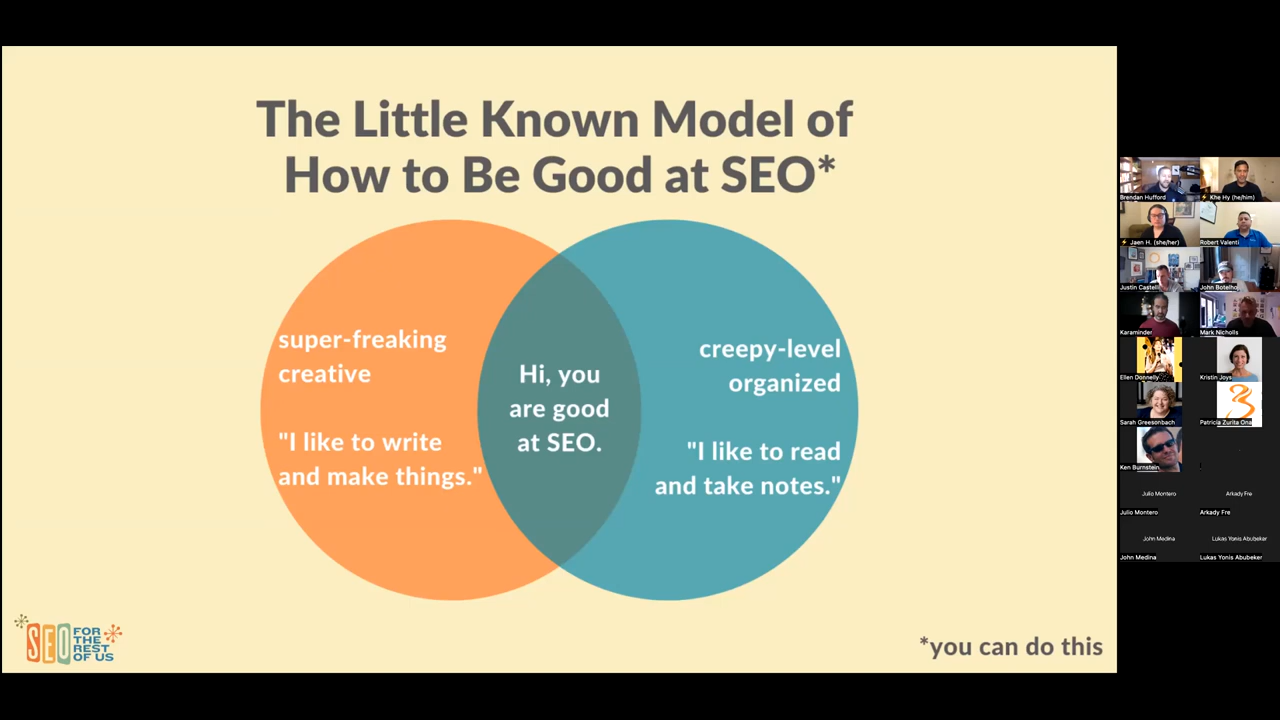 The Little Known Model of
How to Be Good at SEO*
super-freaking
creative
"I like to write
and make things."
Hi, you
are good
at SEO.
creepy-level
organized
"I like to read
and take notes."
SEO
FOR
THE
REST
OF US
*you can do this
Brendan Hufford
Khe Hy (he/him)
Jaen H. (she/her)
Robert Valenti
Justin Castelli
John Botelho
Karaminder
Mark Nicholls
Ellen Donnelly
Kristin Joys
Sarah Greesonbach
Patricia Zurita Ona
Ken Burnstein
Julio Montero
Arkady Fre
Julio Montero
Arkady Fre
John Medina
Lukas Yonis Abubeker
John Medina
Lukas Yonis Abubeker